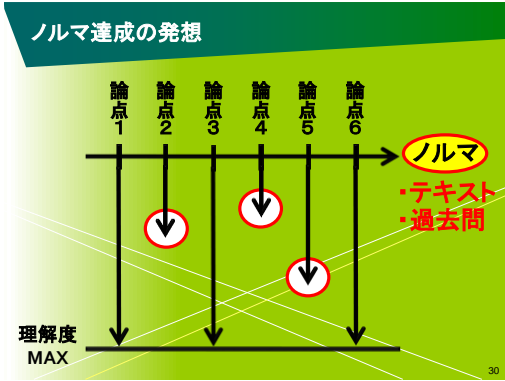 ノルマ達成の発想
論点1
論点2
論点3
論点4
論点5
論点6
ノルマ
・テキスト
・過去問
理解度
MAX
30